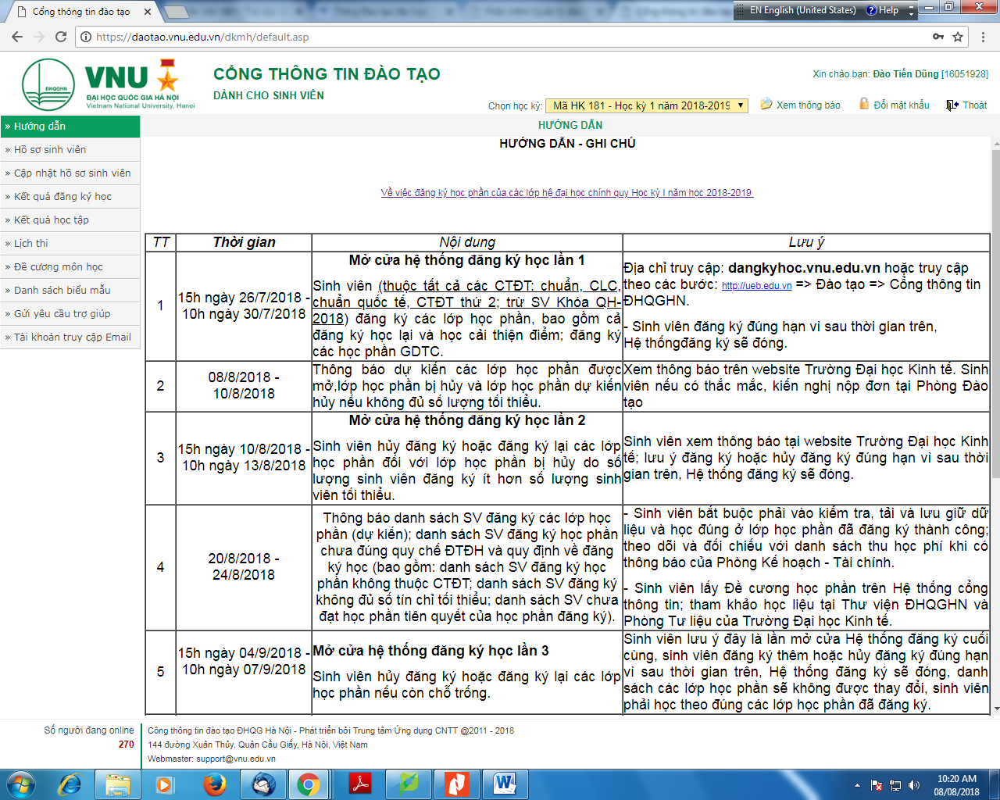 Cổng thông tin đào tạo
EN English (United States) Help
https://daotao.vnu.edu.vn/dkmh/default.asp
ĐHQGHN
VNU
ĐẠI HỌC QUỐC GIA HÀ NỘI
Vietnam National University, Hanoi
CỔNG THÔNG TIN ĐÀO TẠO
DÀNH CHO SINH VIÊN
Xin chào bạn: Đào Tiến Dũng [16051928]
Chọn học kỳ: Mã HK 181 - Học kỳ 1 năm 2018-2019 Xem thông báo Đổi mật khẩu Thoát
» Hướng dẫn
» Hồ sơ sinh viên
» Cập nhật hồ sơ sinh viên
» Kết quả đăng ký học
» Kết quả học tập
» Lịch thi
» Đề cương môn học
» Danh sách biểu mẫu
» Gửi yêu cầu trợ giúp
» Tài khoản truy cập Email
HƯỚNG DẪN
HƯỚNG DẪN - GHI CHÚ
Về việc đăng ký học phần của các lớp hệ đại học chính quy Học kỳ I năm học 2018-2019
TT Thời gian Nội dung Lưu ý
1
15h ngày 26/7/2018 -
10h ngày 30/7/2018
Mở cửa hệ thống đăng ký học lần 1
Sinh viên (thuộc tất cả các CTĐT: chuẩn, CLC,
chuẩn quốc tế, CTĐT thứ 2; trừ SV Khóa QH-
2018) đăng ký các lớp học phần, bao gồm cả
đăng ký học lại và học cải thiện điểm; đăng ký
các học phần GDTC.
Địa chỉ truy cập: dangkyhoc.vnu.edu.vn hoặc truy cập
theo các bước: http://ueb.edu.vn => Đào tạo => Cổng thông tin
ĐHQGHN.
- Sinh viên đăng ký đúng hạn vì sau thời gian trên,
Hệ thốngđăng ký sẽ đóng.
2
08/8/2018 -
10/8/2018
Thông báo dự kiến các lớp học phần được
mở,lớp học phần bị hủy và lớp học phần dự kiến
hủy nếu không đủ số lượng tối thiểu.
Xem thông báo trên website Trường Đại học Kinh tế. Sinh
viên nếu có thắc mắc, kiến nghị nộp đơn tại Phòng Đào
tạo
3
15h ngày 10/8/2018 -
10h ngày 13/8/2018
Mở cửa hệ thống đăng ký học lần 2
Sinh viên hủy đăng ký hoặc đăng ký lại các lớp
học phần đối với lớp học phần bị hủy do số
lượng sinh viên đăng ký ít hơn số lượng sinh
viên tối thiểu.
Sinh viên xem thông báo tại website Trường Đại học Kinh
tế; lưu ý đăng ký hoặc hủy đăng ký đúng hạn vì sau thời
gian trên, Hệ thống đăng ký sẽ đóng.
4
20/8/2018 -
24/8/2018
Thông báo danh sách SV đăng ký các lớp học
phần (dự kiến); danh sách SV đăng ký học phần
chưa đúng quy chế ĐTĐH và quy định về đăng
ký học (bao gồm: danh sách SV đăng ký học
phần không thuộc CTĐT; danh sách SV đăng ký
không đủ số tín chỉ tối thiểu; danh sách SV chưa
đạt học phần tiên quyết của học phần đăng ký).
- Sinh viên bắt buộc phải vào kiểm tra, tải và lưu giữ dữ
liệu và học đúng ở lớp học phần đã đăng ký thành công;
theo dõi và đối chiếu với danh sách thu học phí khi có
thông báo của Phòng Kế hoạch - Tài chính.
- Sinh viên lấy Đề cương học phần trên Hệ thống cổng
thông tin; tham khảo học liệu tại Thư viện ĐHQGHN và
Phòng Tư liệu của Trường Đại học Kinh tế.
5
15h ngày 04/9/2018 -
10h ngày 07/9/2018
Mở cửa hệ thống đăng ký học lần 3
Sinh viên hủy đăng ký hoặc đăng ký lại các lớp
học phần nếu còn chỗ trống.
Sinh viên lưu ý đây là lần mở cửa Hệ thống đăng ký cuối
cùng, sinh viên đăng ký thêm hoặc hủy đăng ký đúng hạn
vì sau thời gian trên, Hệ thống đăng ký sẽ đóng, danh
sách các lớp học phần sẽ không được thay đổi, sinh viên
phải học theo đúng các lớp học phần đã đăng ký.
Số người đang online
270
Cổng thông tin đào tạo ĐHQG Hà Nội - Phát triển bởi Trung tâm Ứng dụng CNTT @2011 - 2018
144 đường Xuân Thủy, Quận Cầu Giấy, Hà Nội, Việt Nam
Webmaster: support@vnu.edu.vn
10:20 AM
08/08/2018